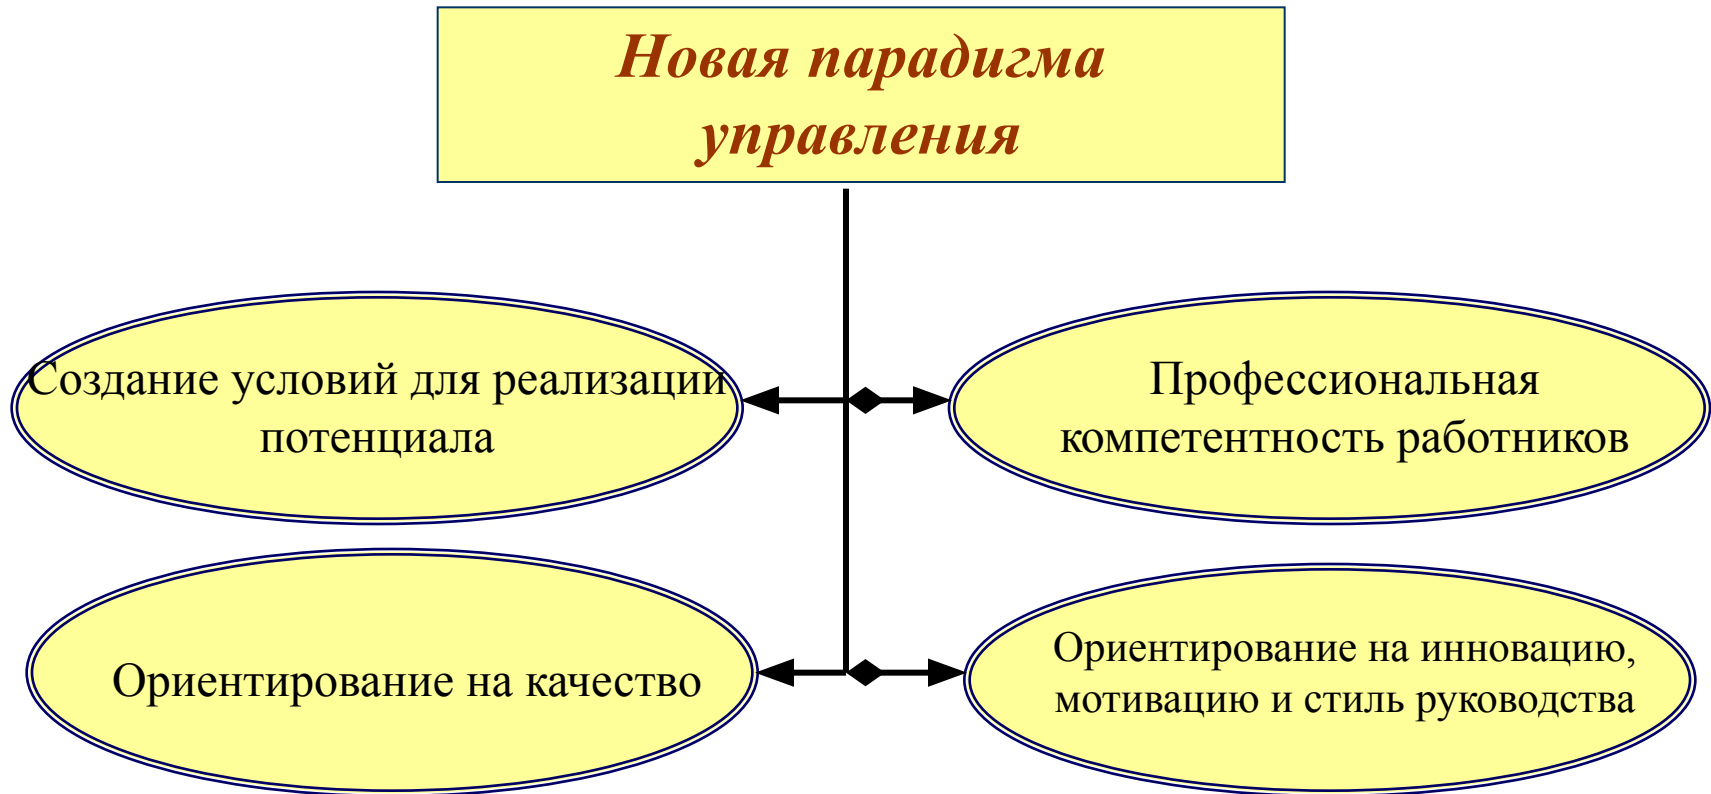 Новая парадигма
управления
Создание условий для реализации
потенциала
Профессиональная
компетентность работников
Ориентирование на качество
Ориентирование на инновацию,
мотивацию и стиль руководства